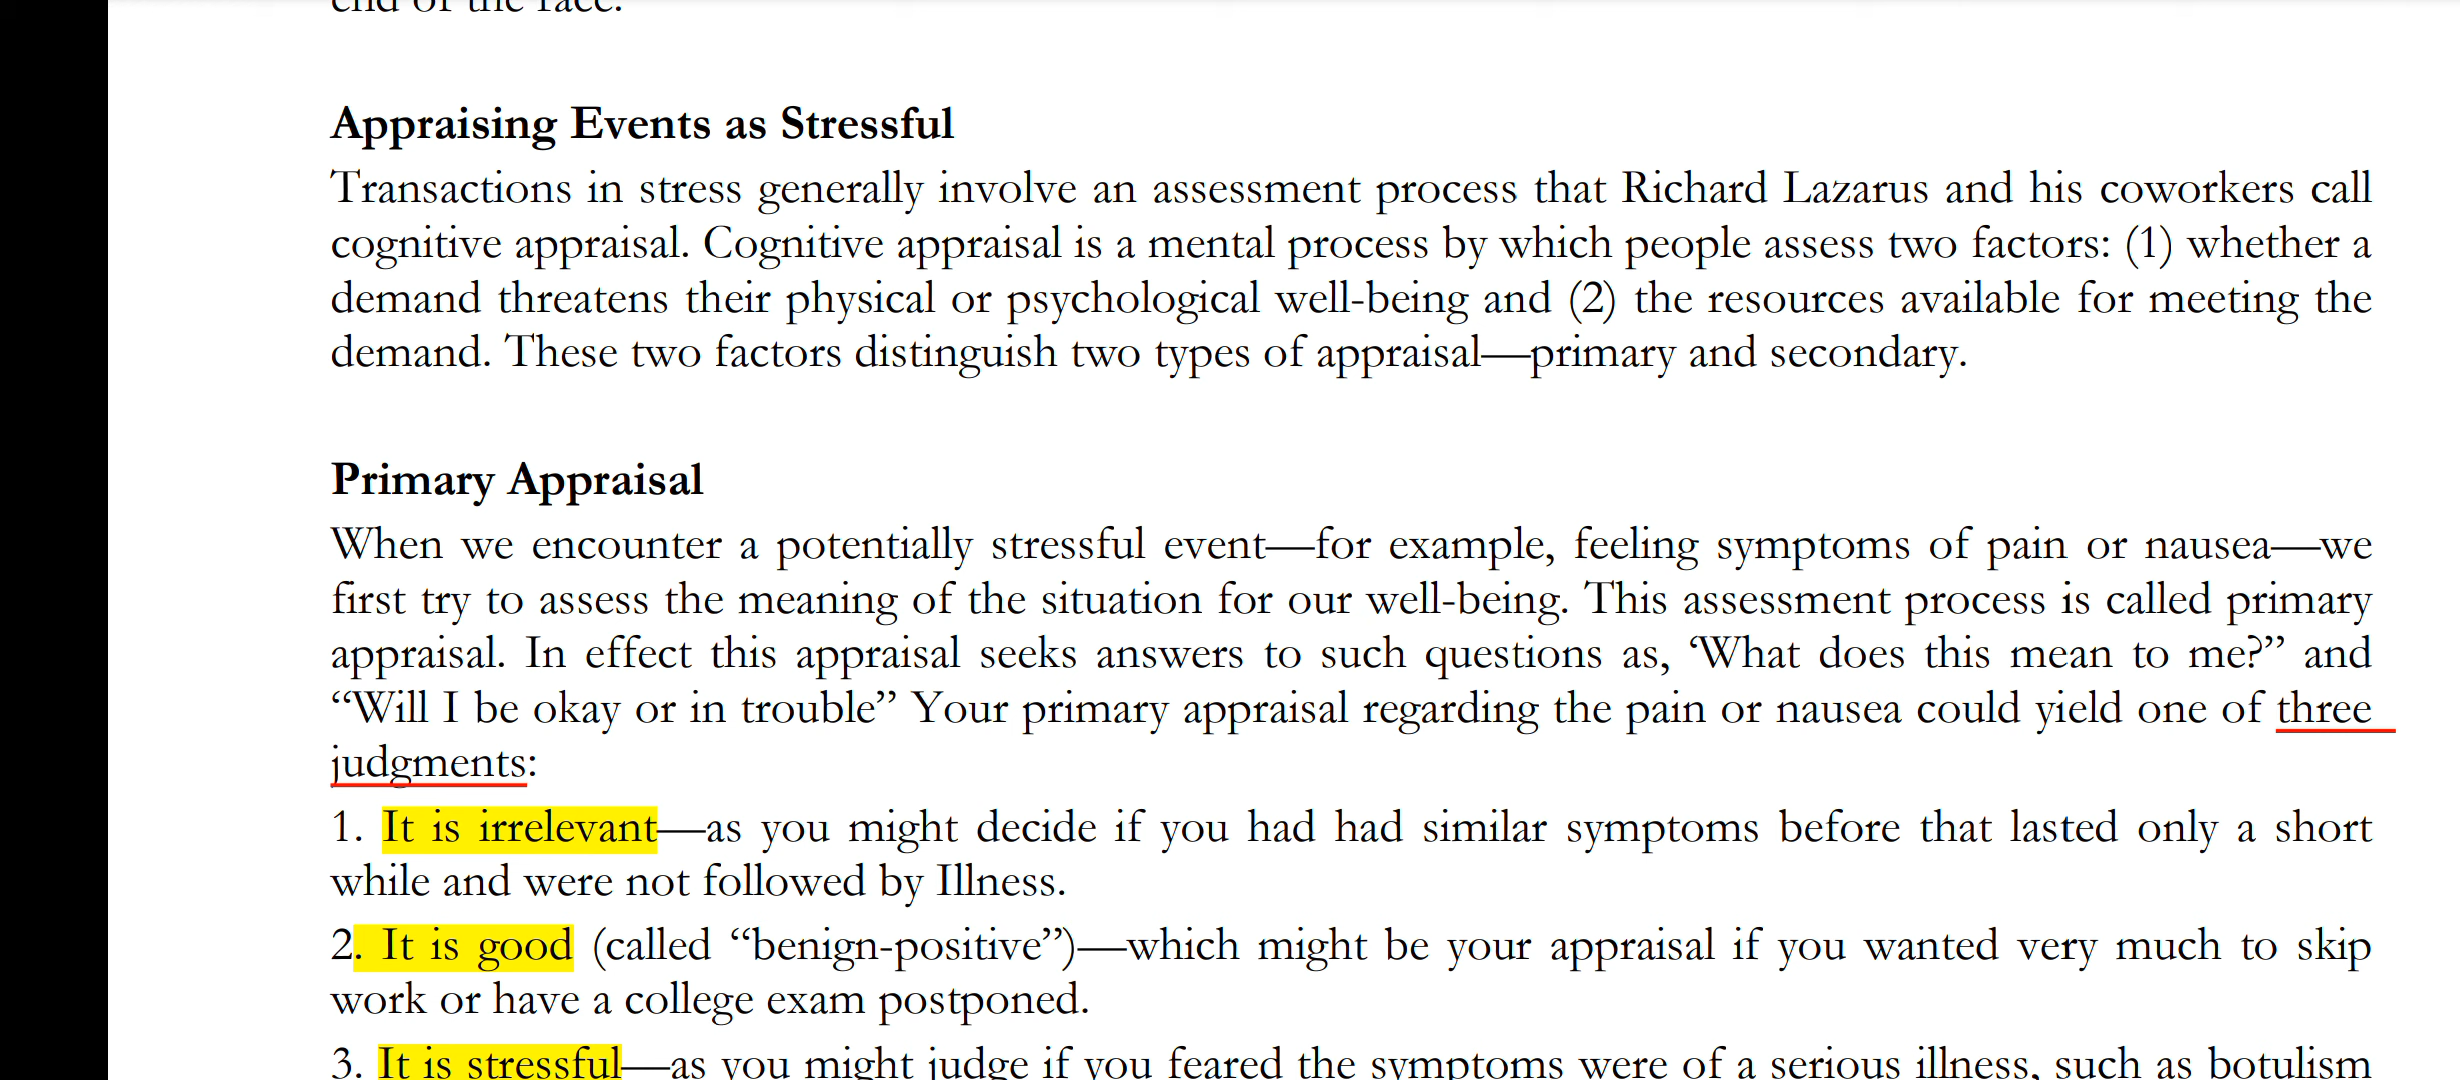 end of the race.
Appraising Events as Stressful
Transactions in stress generally involve an assessment process that Richard Lazarus and his coworkers call
cognitive appraisal. Cognitive appraisal is a mental process by which people assess two factors: (1) whether a
demand threatens their physical or psychological well-being and (2) the resources available for meeting the
demand. These two factors distinguish two types of appraisal—primary and secondary.
Primary Appraisal
When we encounter a potentially stressful event—for example, feeling symptoms of pain or nausea—we
first try to assess the meaning of the situation for our well-being. This assessment process is called primary
appraisal. In effect this appraisal seeks answers to such questions as, ‘What does this mean to me?” and
“Will I be okay or in trouble” Your primary appraisal regarding the pain or nausea could yield one of three
judgments:
1. It is irrelevant—as you might decide if you had had similar symptoms before that lasted only a short
while and were not followed by Illness.
2. It is good (called “benign-positive”)—which might be your appraisal if you wanted very much to skip
work or have a college exam postponed.
3. It is stressful—as you might judge if you feared the symptoms were of a serious illness, such as botulism